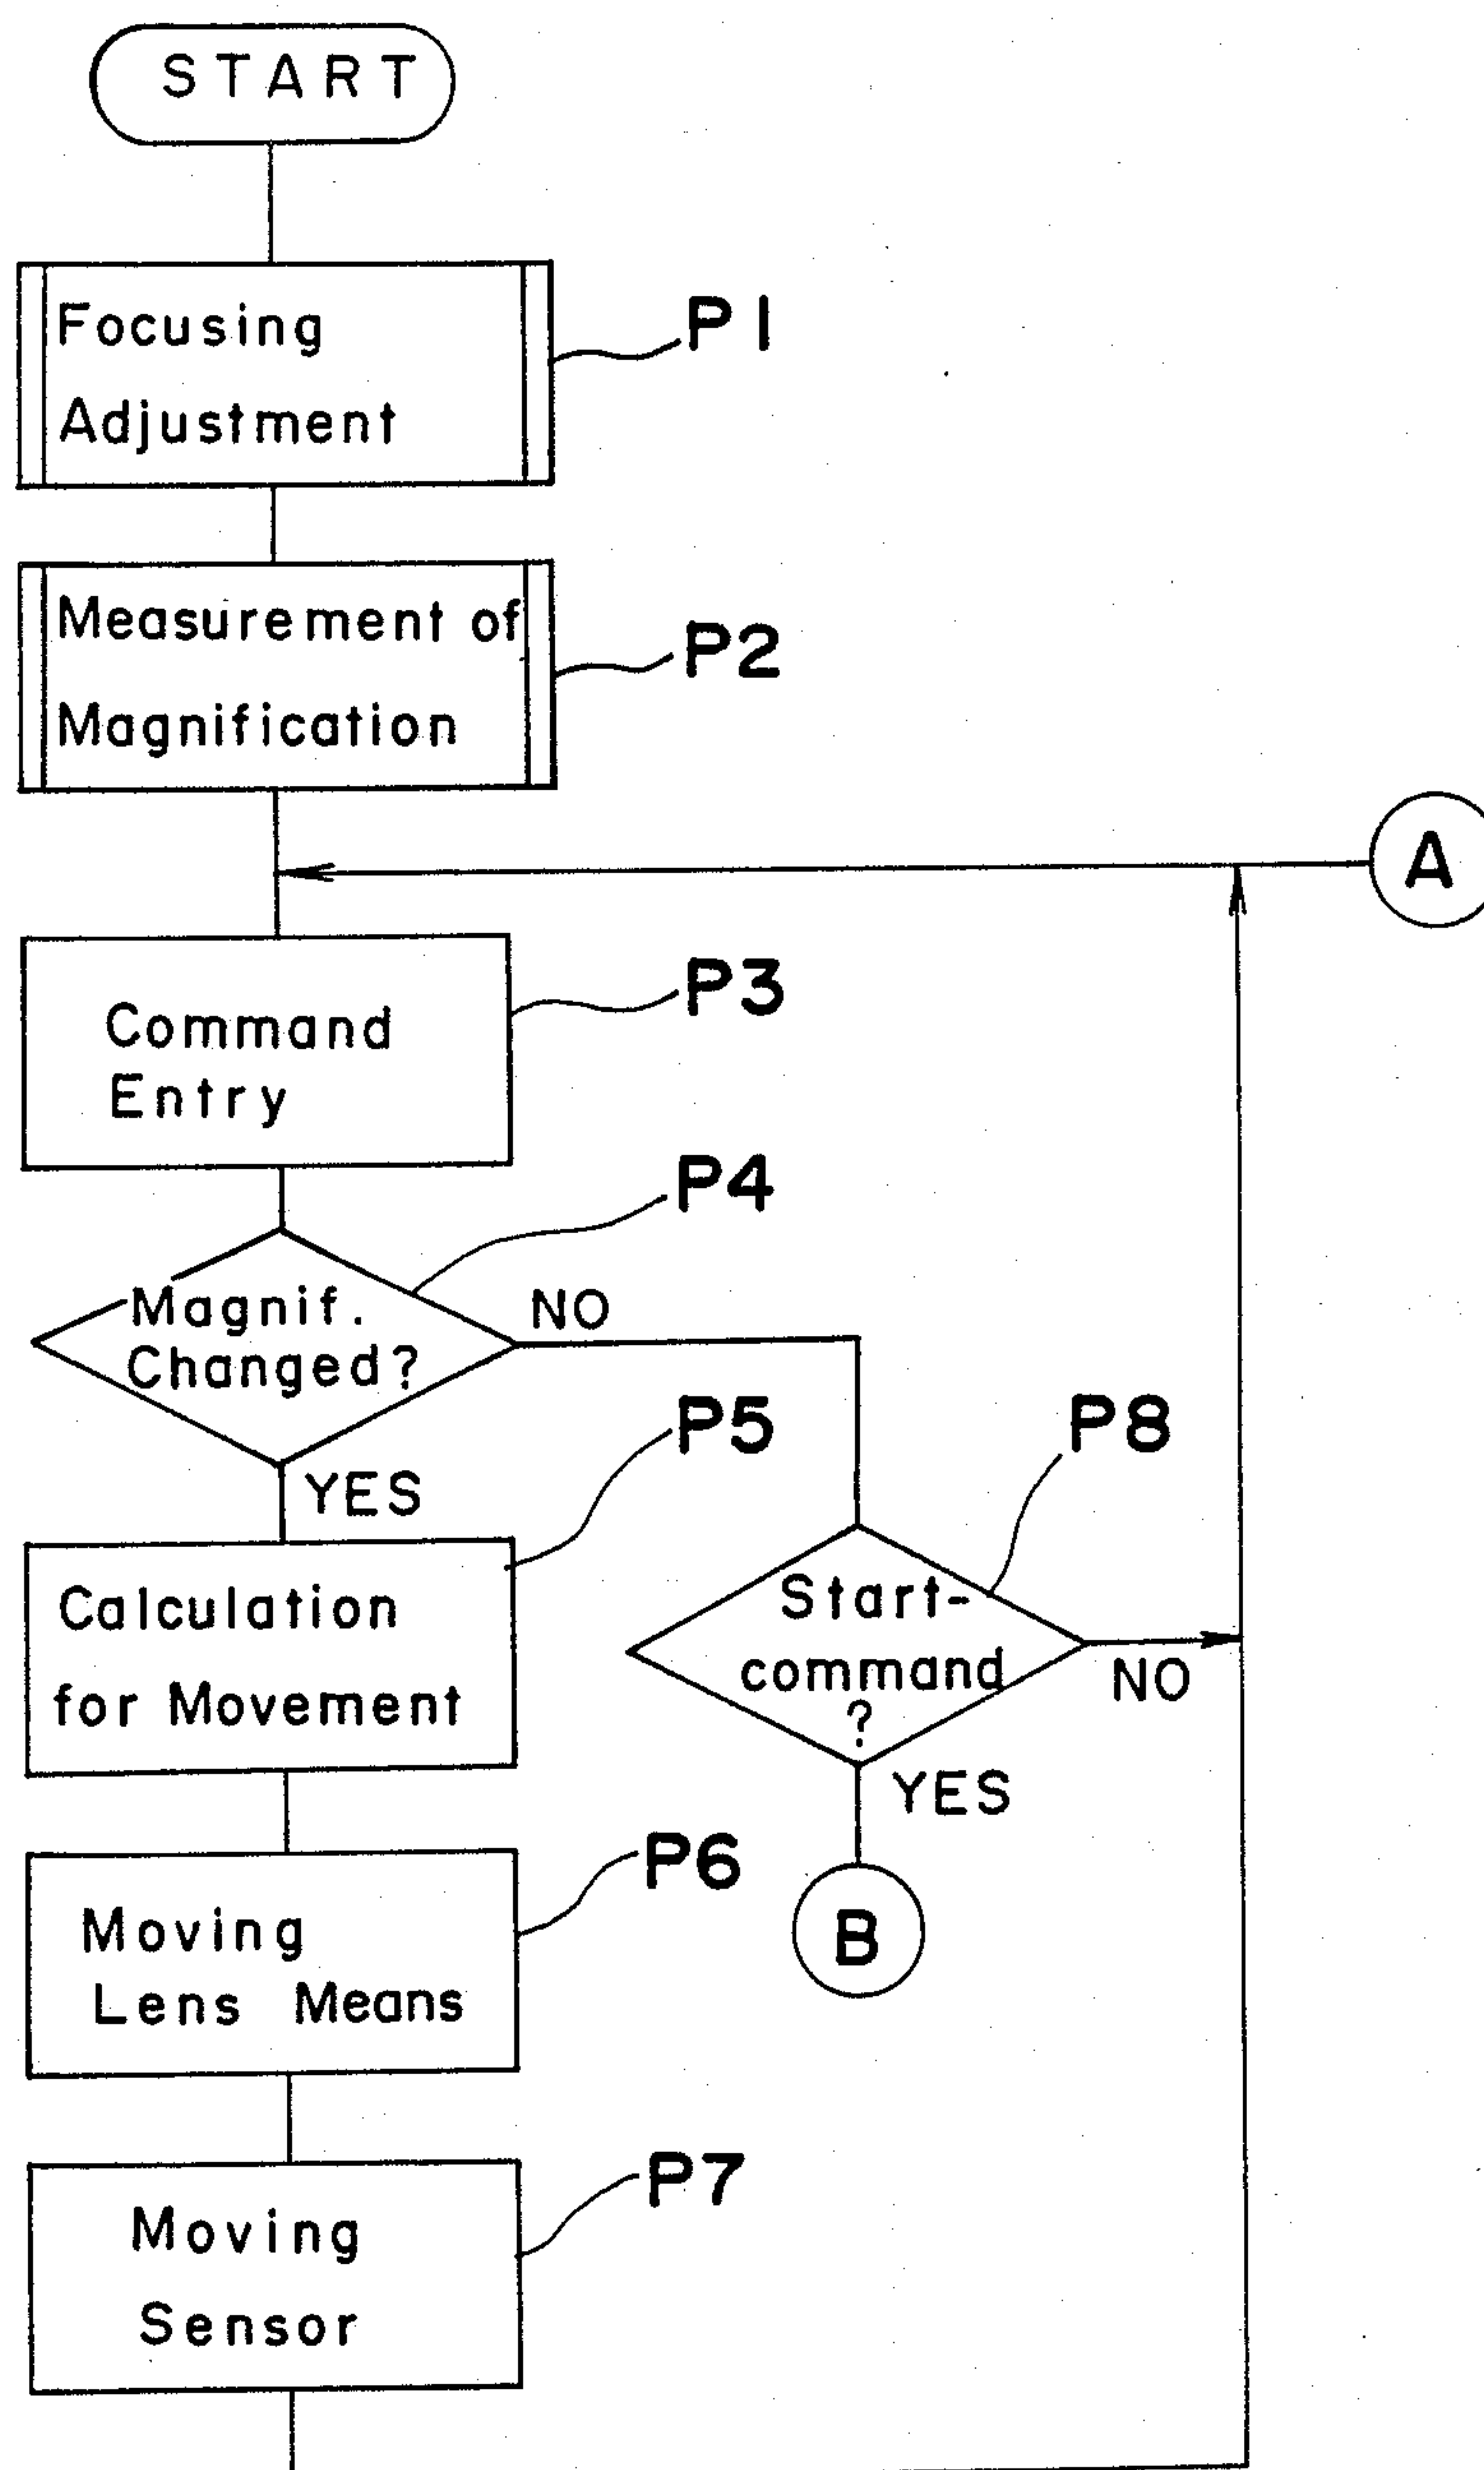 START
Focusing
Adjustment
P1
Measurement of
Magnification
P2
A
Command
Entry
P3
Magnif.
Changed?
P4
NO
YES
Calculation
for Movement
P5
Start-
command
?
P8
NO
YES
B
Moving
Lens Means
P6
Moving
Sensor
P7